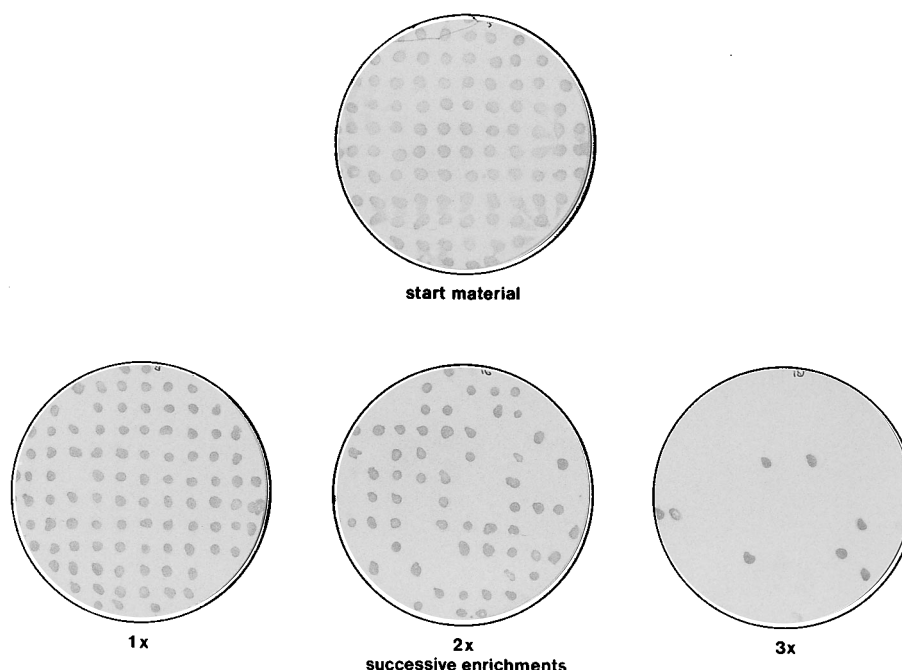 start material
1x
2x
3x
successive enrichments